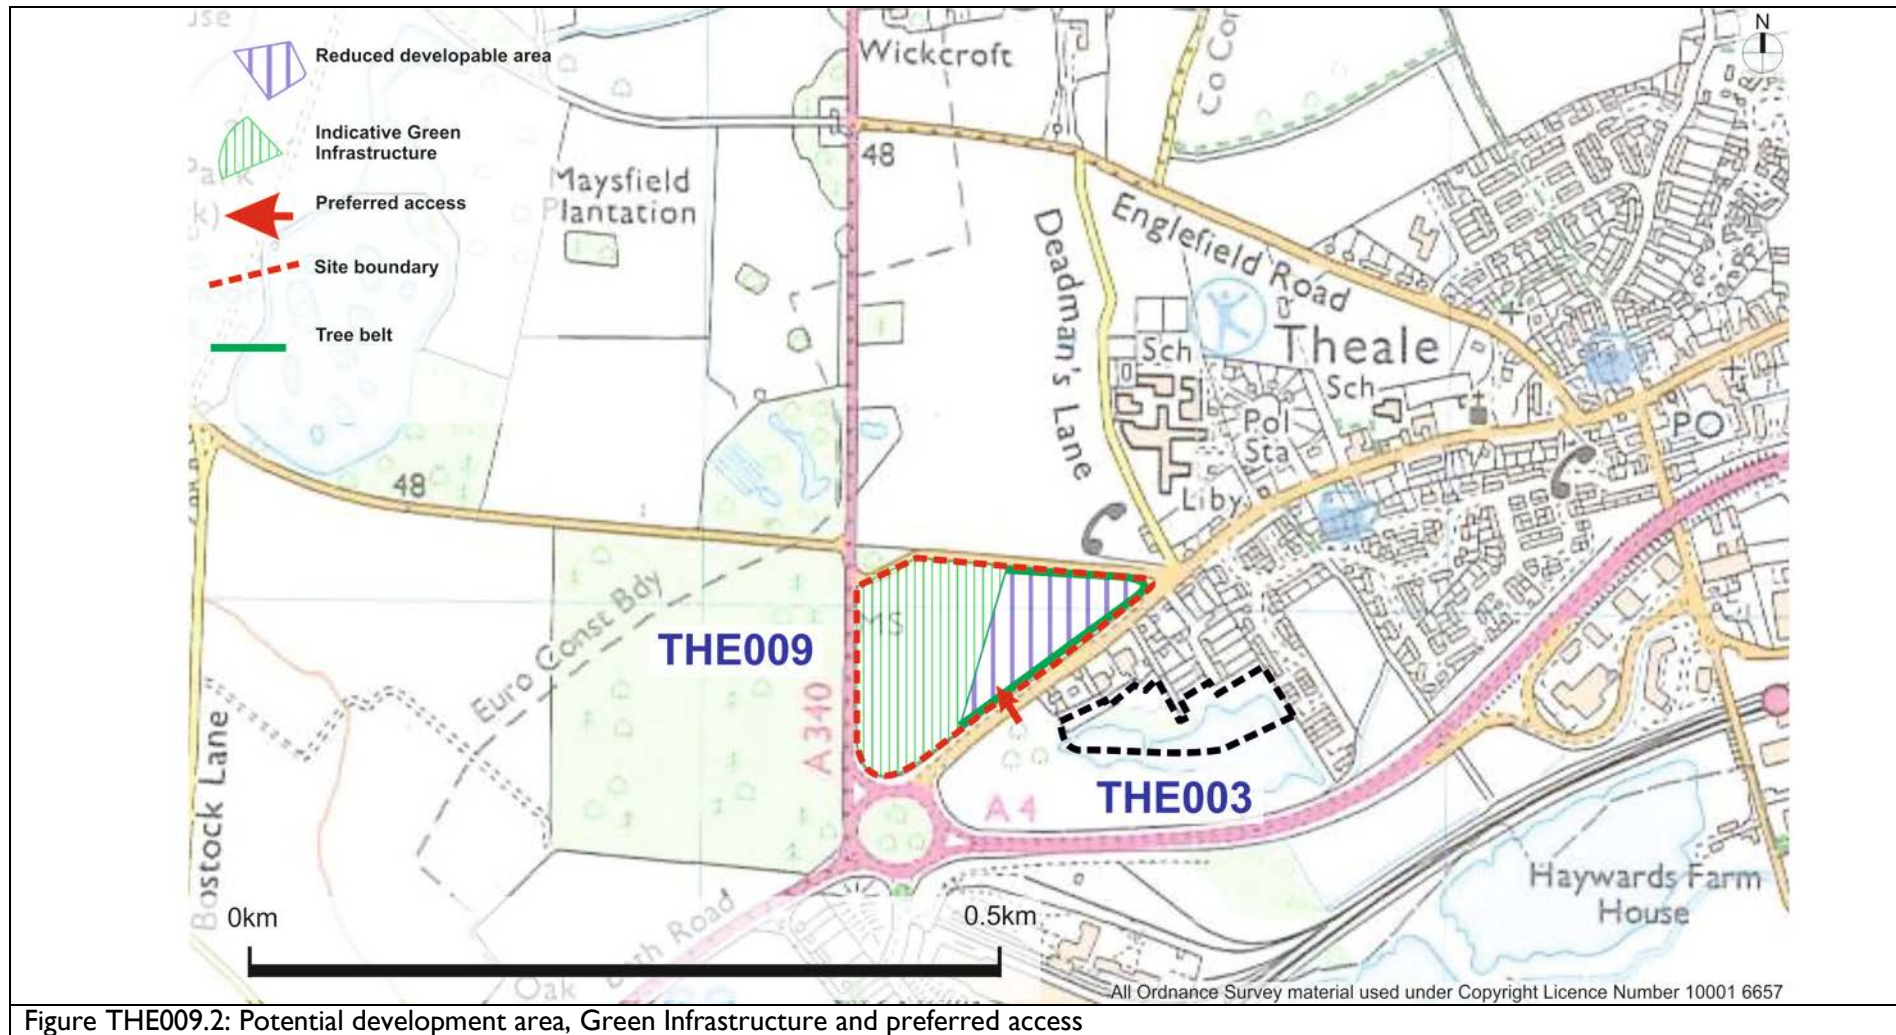 N
Reduced developable area
Indicative Green
Infrastructure
Preferred access
Site boundary
Tree belt
Wickcroft
48
Maysfield
Plantation
Deadman's Lane
Englefield Road
Theale
Sch
Sch
Pol
Sta
PO
Liby
48
Euro Const Bdy
MS
THE009
A340
THE003
A 4
Bostock Lane
Haywards Farm
House
0km
0.5km
Road
Oak
All Ordnance Survey material used under Copyright Licence Number 10001 6657
Figure THE009.2: Potential development area, Green Infrastructure and preferred access